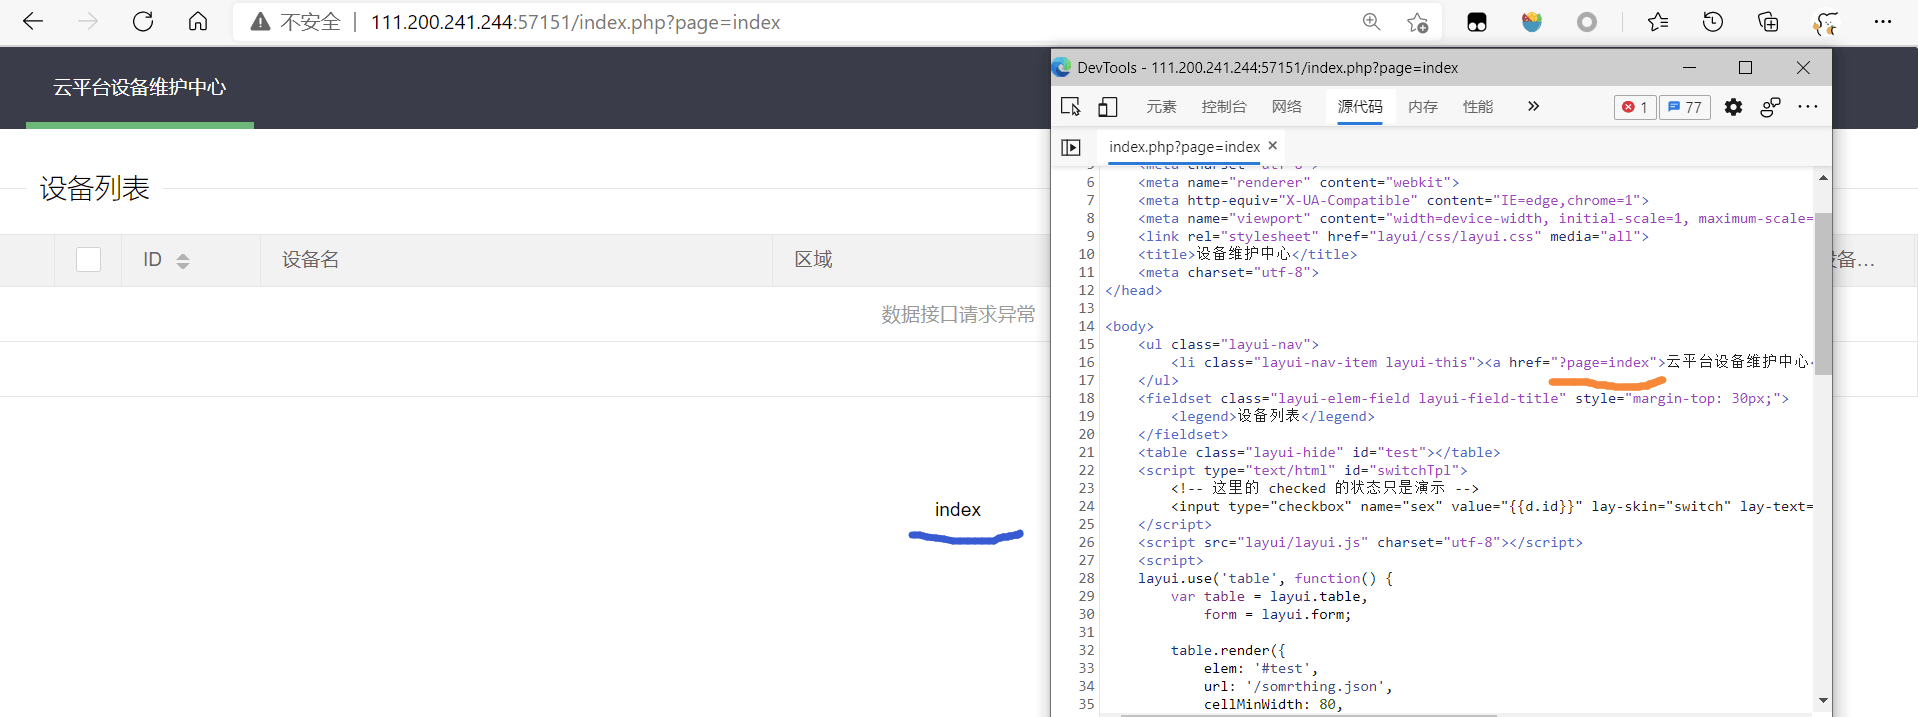 不安全 | 111.200.241.244:57151/index.php?page=index
云平台设备维护中心
设备列表
ID
设备名
区域
数据接口请求异常
index
DevTools - 111.200.241.244:57151/index.php?page=index
元素 控制台 网络 源代码 内存 性能 » 1 77
index.php?page=index ×
6 <meta name="renderer" content="webkit">
7 <meta http-equiv="X-UA-Compatible" content="IE=edge,chrome=1">
8 <meta name="viewport" content="width=device-width, initial-scale=1, maximum-scale=
9 <link rel="stylesheet" href="layui/css/layui.css" media="all">
10 <title>设备维护中心</title>
11 <meta charset="utf-8">
12 </head>
13
14 <body>
15 <ul class="layui-nav">
16 <li class="layui-nav-item layui-this"><a href="?page=index">云平台设备维护中心
17 </ul>
18 <fieldset class="layui-elem-field layui-field-title" style="margin-top: 30px;">
19 <legend>设备列表</legend>
20 </fieldset>
21 <table class="layui-hide" id="test"></table>
22 <script type="text/html" id="switchTpl">
23 <!-- 这里的 checked 的状态只是演示 -->
24 <input type="checkbox" name="sex" value="{{d.id}}" lay-skin="switch" lay-text=
25 </script>
26 <script src="layui/layui.js" charset="utf-8"></script>
27 <script>
28 layui.use('table', function() {
29 var table = layui.table,
30 form = layui.form;
31
32 table.render({
33 elem: '#test',
34 url: '/somrthing.json',
35 cellMinWidth: 80,
备...